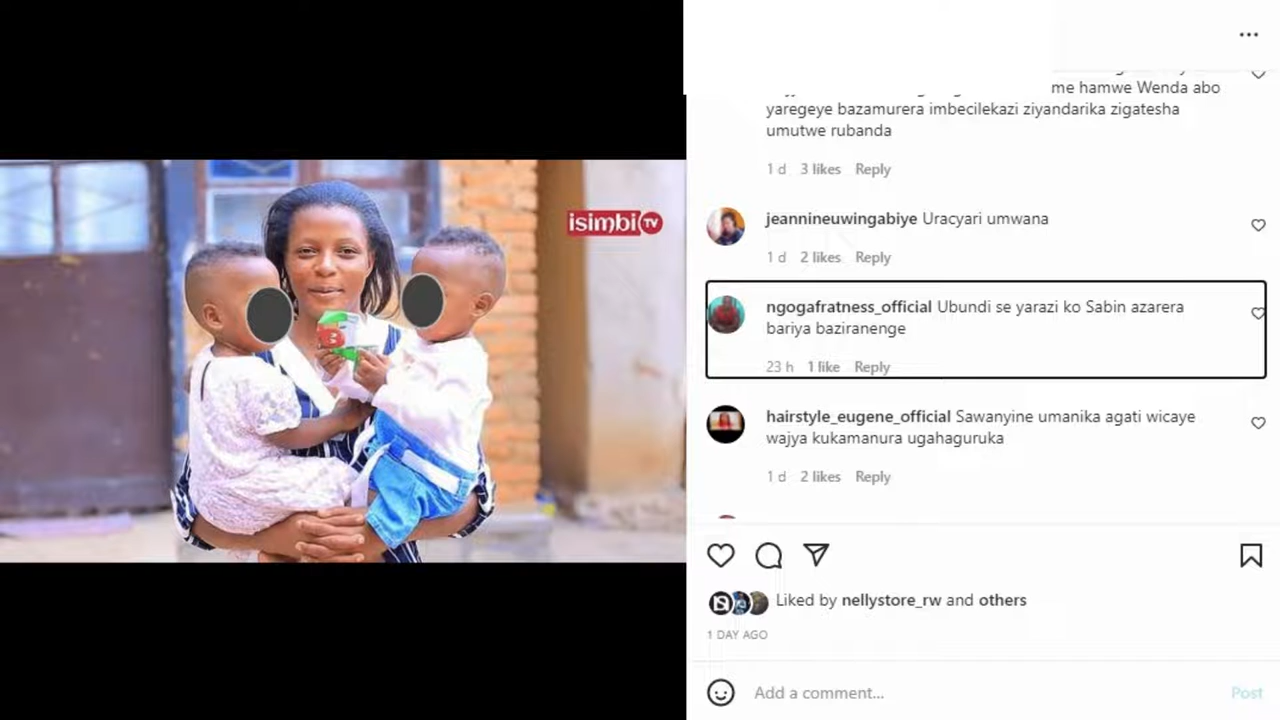 isimbi TV
me hamwe Wenda abo
yaregeye bazamurera imbecilekazi ziyandarika zigatesha
umutwe rubanda
1 d 3 likes Reply
jeannineuwingabiye Uracyari umwana
1 d 2 likes Reply
ngogafratness_official Ubundi se yarazi ko Sabin azarera
bariya baziranenge
23 h 1 like Reply
hairstyle_eugene_official Sawanyine umanika agati wicaye
wajya kukamanura ugahaguruka
1 d 2 likes Reply
Liked by nellystore_rw and others
1 DAY AGO
Add a comment...
Post